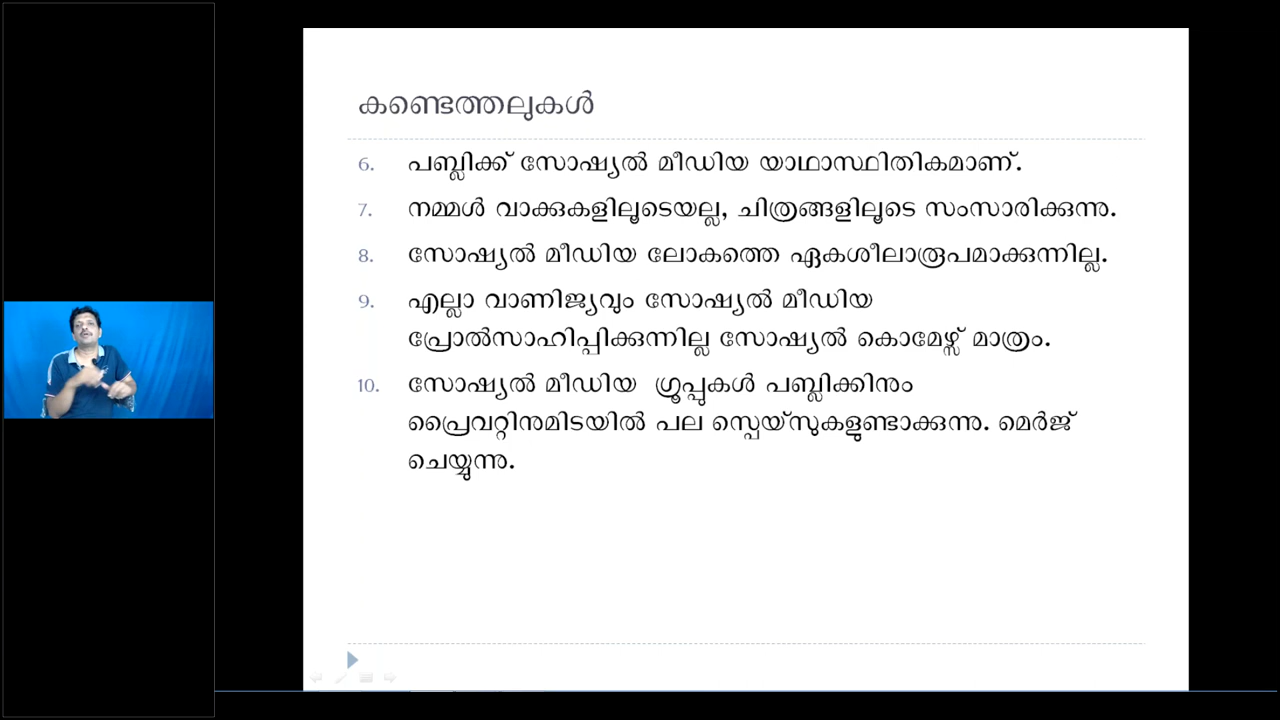 കണ്ടെത്തലുകൾ
6. പബ്ലിക്ക് സോഷ്യൽ മീഡിയ യാഥാസ്ഥിതികമാണ്.
7. നമ്മൾ വാക്കുകളിലൂടെയല്ല, ചിത്രങ്ങളിലൂടെ സംസാരിക്കുന്നു.
8. സോഷ്യൽ മീഡിയ ലോകത്തെ ഏകശീലാരൂപമാക്കുന്നില്ല.
9. എല്ലാ വാണിജ്യവും സോഷ്യൽ മീഡിയ
പ്രോൽസാഹിപ്പിക്കുന്നില്ല സോഷ്യൽ കൊമേഴ്സ് മാത്രം.
10. സോഷ്യൽ മീഡിയ ഗ്രൂപ്പുകൾ പബ്ലിക്കിനും
പ്രൈവറ്റിനുമിടയിൽ പല സ്പെയ്സുകളുണ്ടാക്കുന്നു. മെർജ്
ചെയ്യുന്നു.